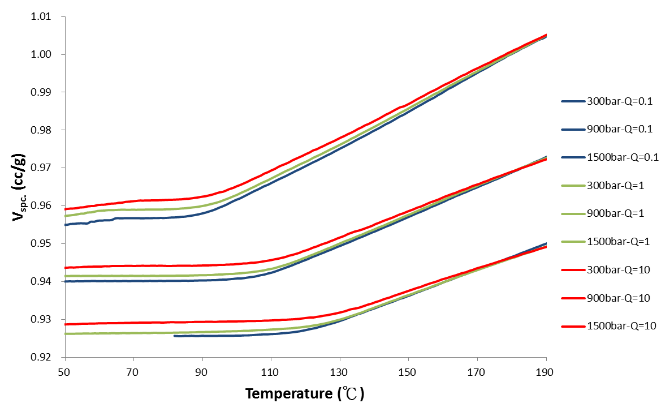 1.01
1.00
0.99
0.98
0.97
0.96
0.95
0.94
0.93
0.92
V spc. (cc/g)
50 70 90 110 130 150 170 190
Temperature (℃)
300bar-Q=0.1
900bar-Q=0.1
1500bar-Q=0.1
300bar-Q=1
900bar-Q=1
1500bar-Q=1
300bar-Q=10
900bar-Q=10
1500bar-Q=10